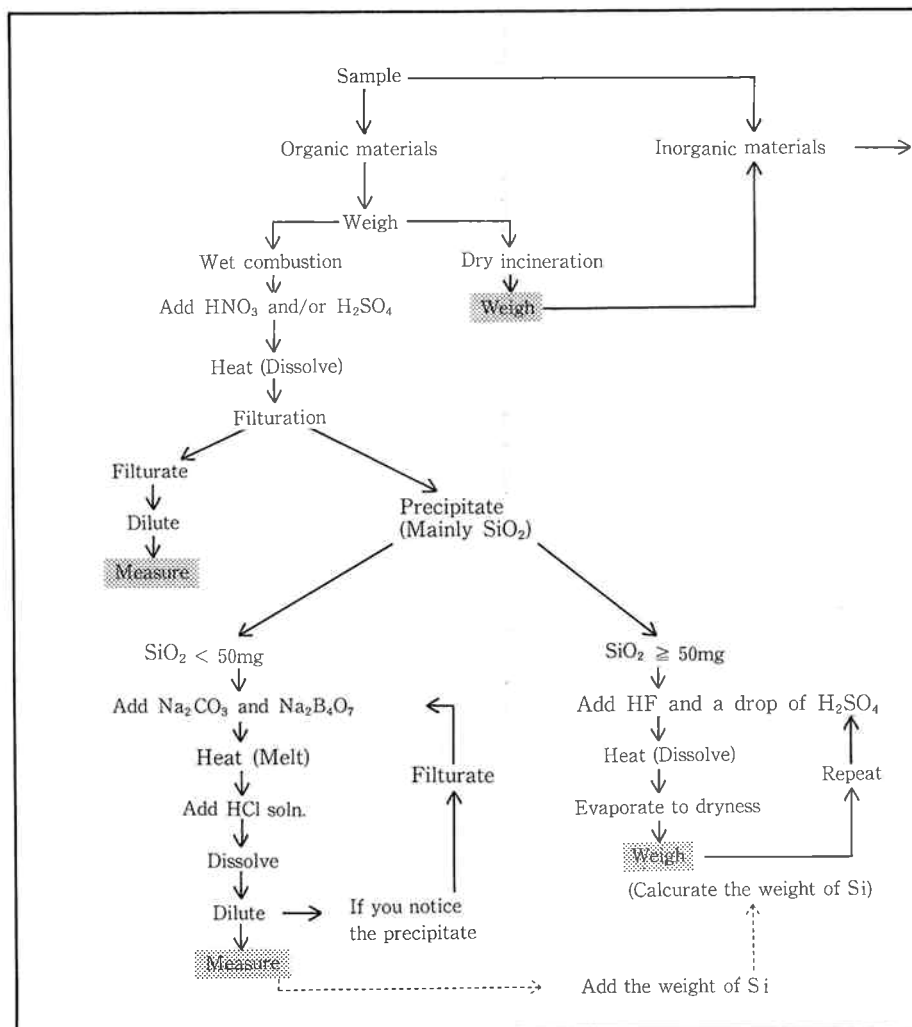 Sample
Organic materials
Inorganic materials
Weigh
Wet combustion
Dry incineration
Add HNO₃ and/or H₂SO₄
Weigh
Heat (Dissolve)
Filturation
Filturate
Dilute
Measure
Precipitate
(Mainly SiO₂)
SiO₂ < 50mg
Add Na₂CO₃ and Na₂B₄O₇
Heat (Melt)
Add HCl soln.
Dissolve
Dilute
Measure
If you notice
the precipitate
Filturate
SiO₂ ≧ 50mg
Add HF and a drop of H₂SO₄
Heat (Dissolve)
Evaporate to dryness
Weigh
Repeat
(Calcurate the weight of Si)
Add the weight of Si